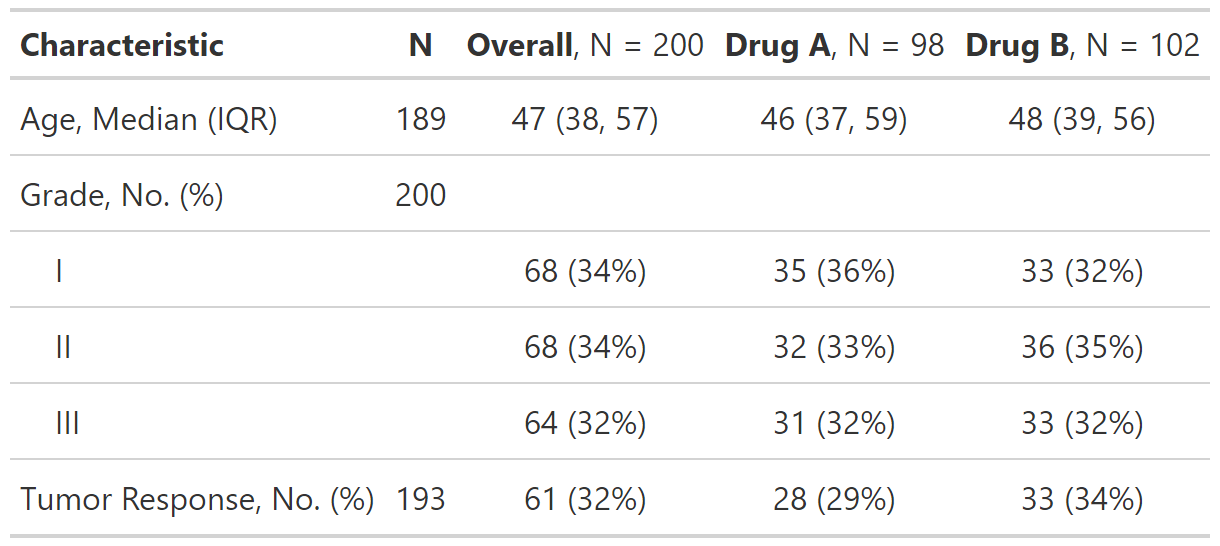 Characteristic N Overall, N = 200 Drug A, N = 98 Drug B, N = 102
Age, Median (IQR) 189 47 (38, 57) 46 (37, 59) 48 (39, 56)
Grade, No. (%) 200
I 68 (34%) 35 (36%) 33 (32%)
II 68 (34%) 32 (33%) 36 (35%)
III 64 (32%) 31 (32%) 33 (32%)
Tumor Response, No. (%) 193 61 (32%) 28 (29%) 33 (34%)